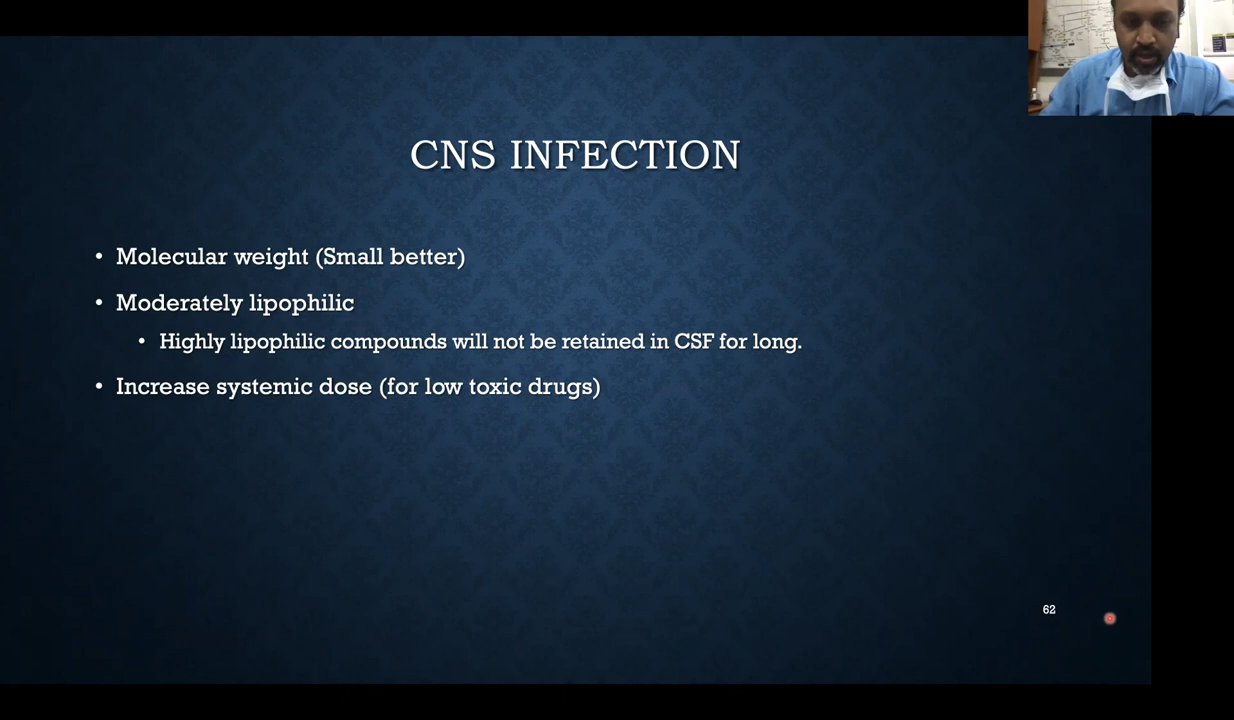 CNS INFECTION
• Molecular weight (Small better)
• Moderately lipophilic
• Highly lipophilic compounds will not be retained in CSF for long.
• Increase systemic dose (for low toxic drugs)
62